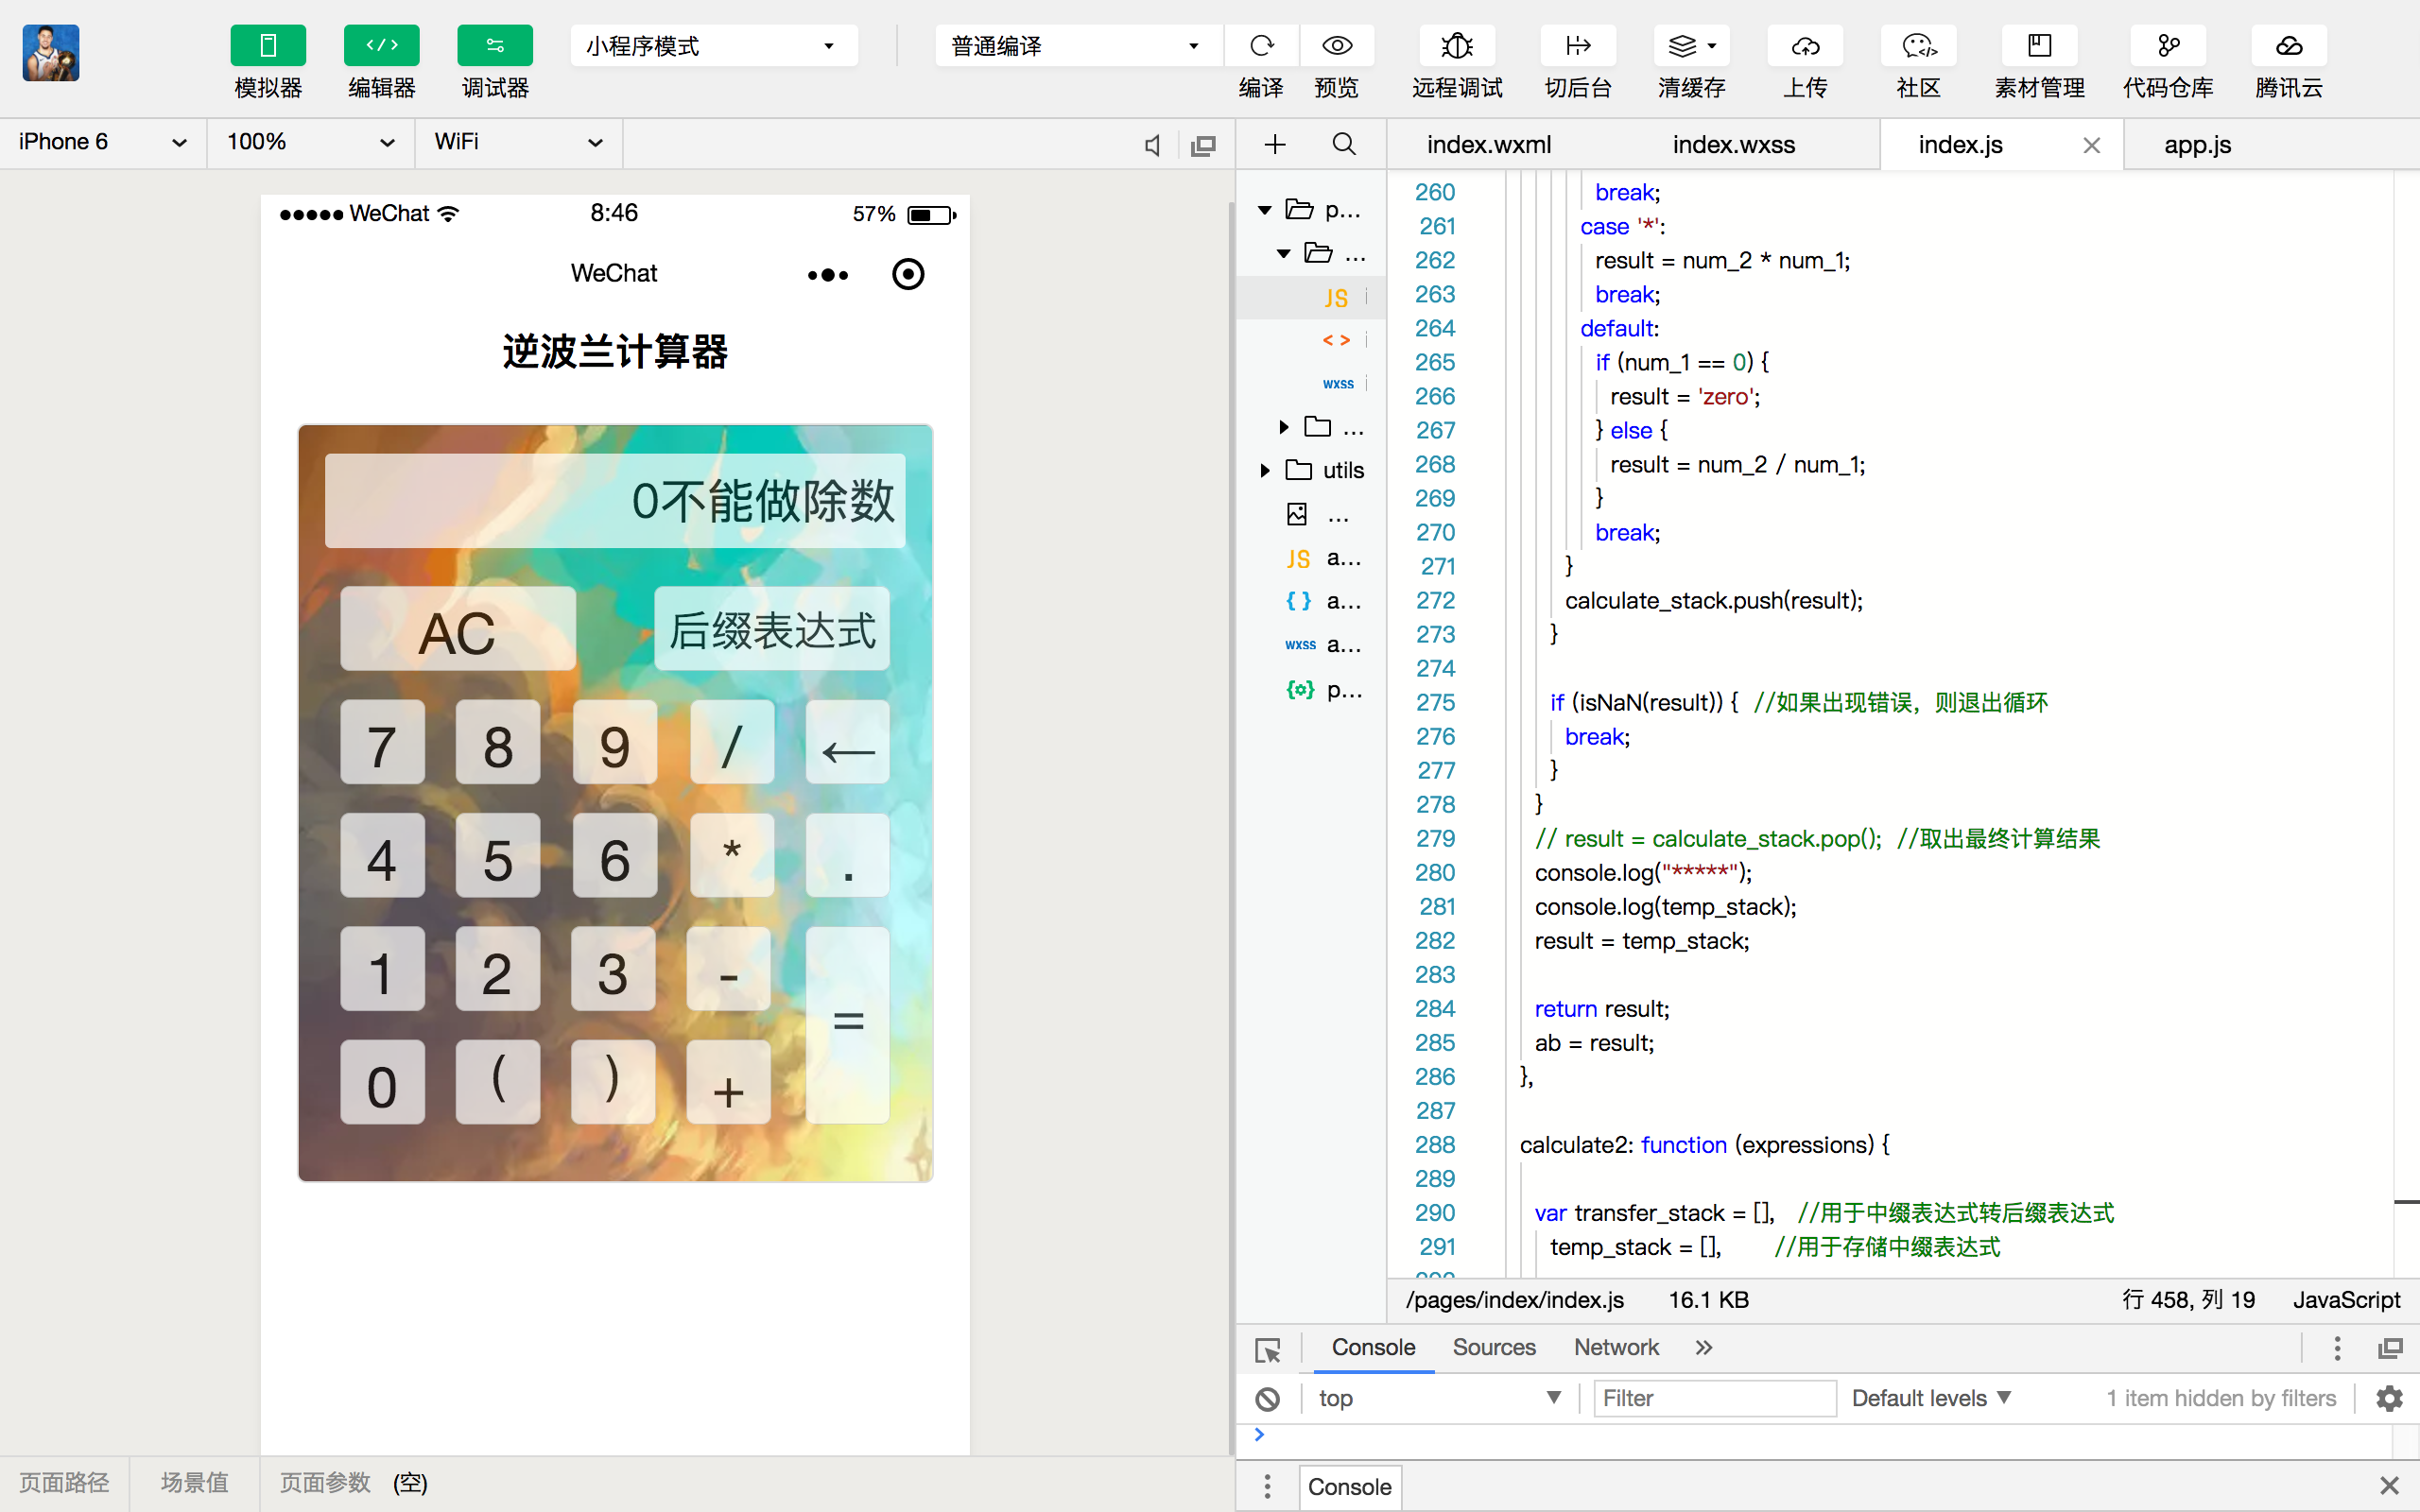 模拟器 编辑器 调试器 小程序模式 普通编译 编译 预览 远程调试 切后台 清缓存 上传 社区 素材管理 代码仓库 腾讯云
iPhone 6 100% WiFi
index.wxml index.wxss index.js app.js
WeChat 8:46 57%
WeChat
逆波兰计算器
0不能做除数
AC 后缀表达式
7 8 9 / ←
4 5 6 * .
1 2 3 - =
0 ( ) +
页面路径 场景值 页面参数 (空)
p...
...
JS
< >
wxss
...
utils
...
JS a...
{ } a...
wxss a...
{o} p...
260 break;
261 case '*':
262 result = num_2 * num_1;
263 break;
264 default:
265 if (num_1 == 0) {
266 result = 'zero';
267 } else {
268 result = num_2 / num_1;
269 }
270 break;
271 }
272 calculate_stack.push(result);
273 }
274
275 if (isNaN(result)) { //如果出现错误，则退出循环
276 break;
277 }
278 }
279 // result = calculate_stack.pop(); //取出最终计算结果
280 console.log("*****");
281 console.log(temp_stack);
282 result = temp_stack;
283
284 return result;
285 ab = result;
286 },
287
288 calculate2: function (expressions) {
289
290 var transfer_stack = [], //用于中缀表达式转后缀表达式
291 temp_stack = [], //用于存储中缀表达式
/pages/index/index.js 16.1 KB 行 458, 列 19 JavaScript
Console Sources Network »
top Filter Default levels 1 item hidden by filters
Console